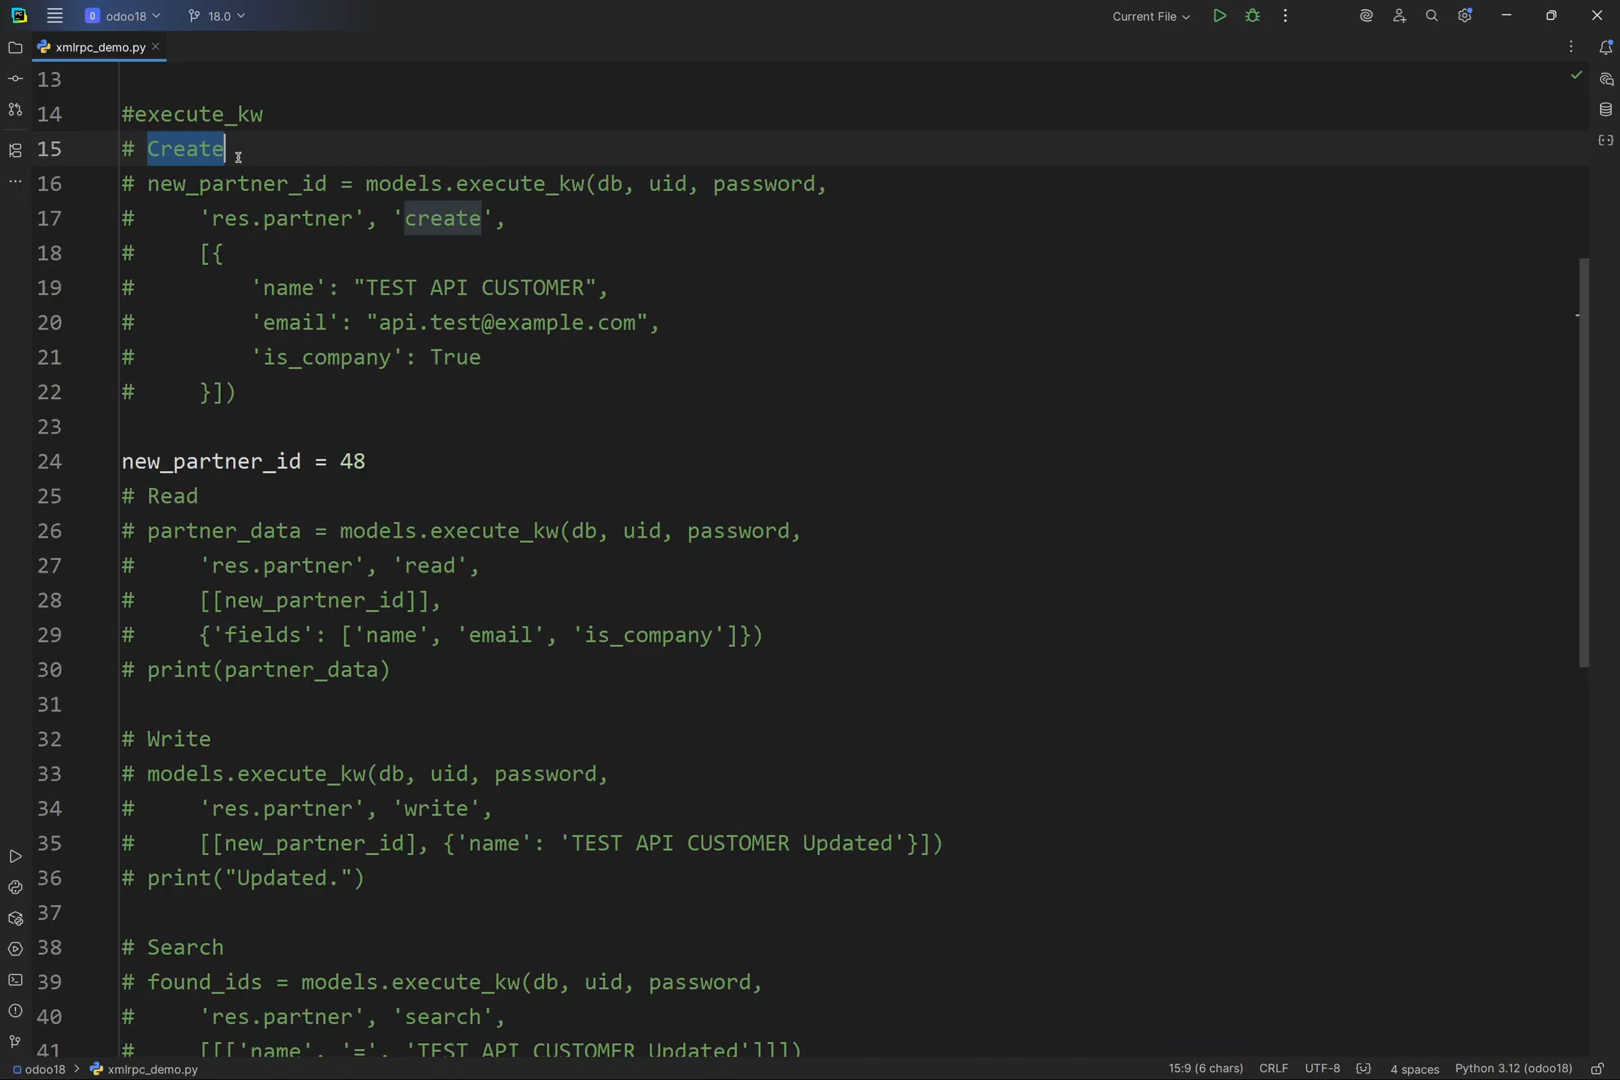 odoo18
18.0
Current File
xmlrpc_demo.py
13
14 #execute_kw
15 # Create
16 # new_partner_id = models.execute_kw(db, uid, password,
17 #     'res.partner', 'create',
18 #     [{
19 #         'name': "TEST API CUSTOMER",
20 #         'email': "api.test@example.com",
21 #         'is_company': True
22 #     }])
23
24 new_partner_id = 48
25 # Read
26 # partner_data = models.execute_kw(db, uid, password,
27 #     'res.partner', 'read',
28 #     [[new_partner_id]],
29 #     {'fields': ['name', 'email', 'is_company']})
30 # print(partner_data)
31
32 # Write
33 # models.execute_kw(db, uid, password,
34 #     'res.partner', 'write',
35 #     [[new_partner_id], {'name': 'TEST API CUSTOMER Updated'}])
36 # print("Updated.")
37
38 # Search
39 # found_ids = models.execute_kw(db, uid, password,
40 #     'res.partner', 'search',
41 #     [[['name', '=', 'TEST API CUSTOMER Updated']]])
odoo18 > xmlrpc_demo.py
15:9 (6 chars) CRLF UTF-8 4 spaces Python 3.12 (odoo18)